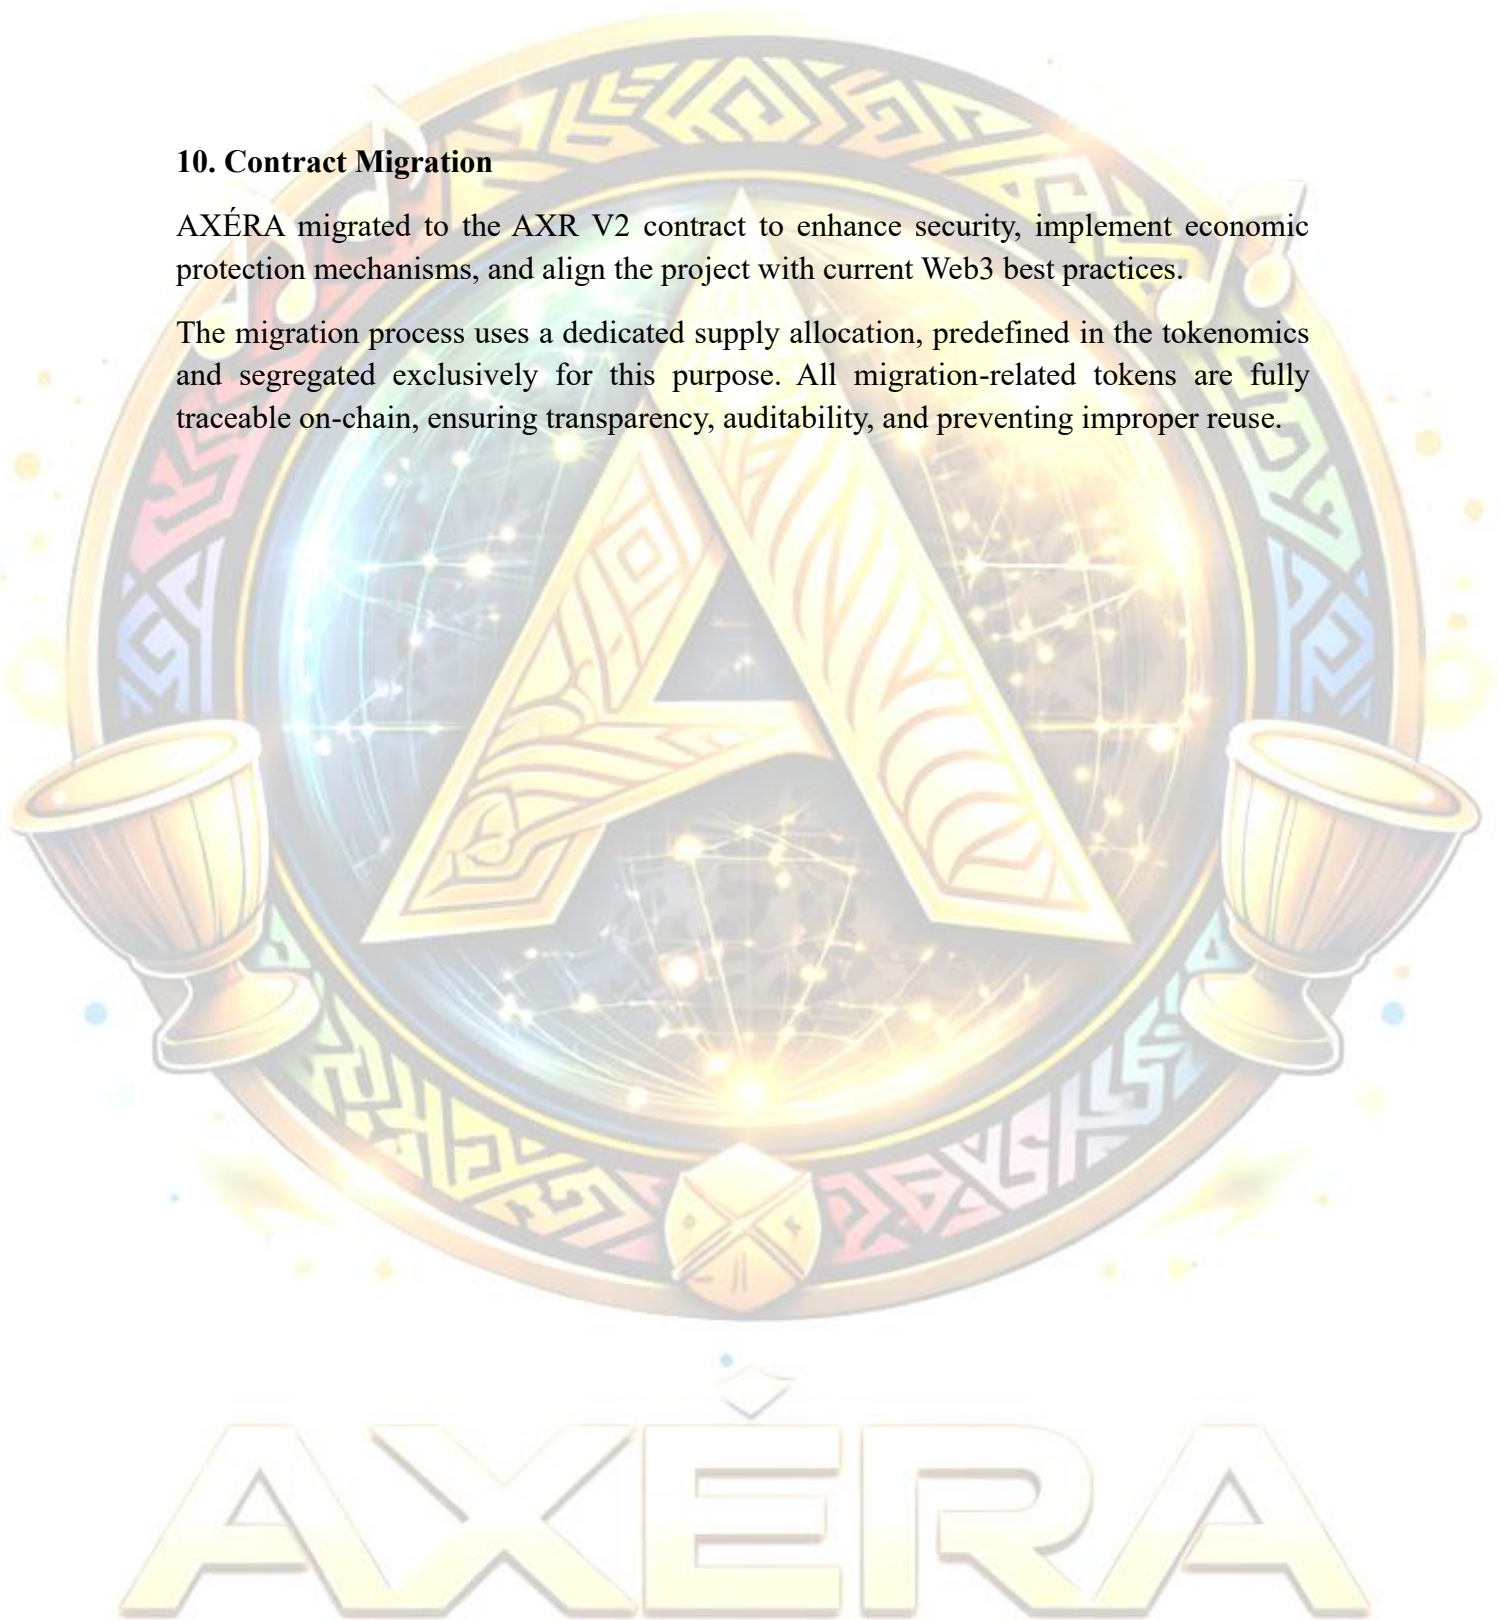 10. Contract Migration
AXÉRA migrated to the AXR V2 contract to enhance security, implement economic
protection mechanisms, and align the project with current Web3 best practices.
The migration process uses a dedicated supply allocation, predefined in the tokenomics
and segregated exclusively for this purpose. All migration-related tokens are fully
traceable on-chain, ensuring transparency, auditability, and preventing improper reuse.
A
AXÉRA